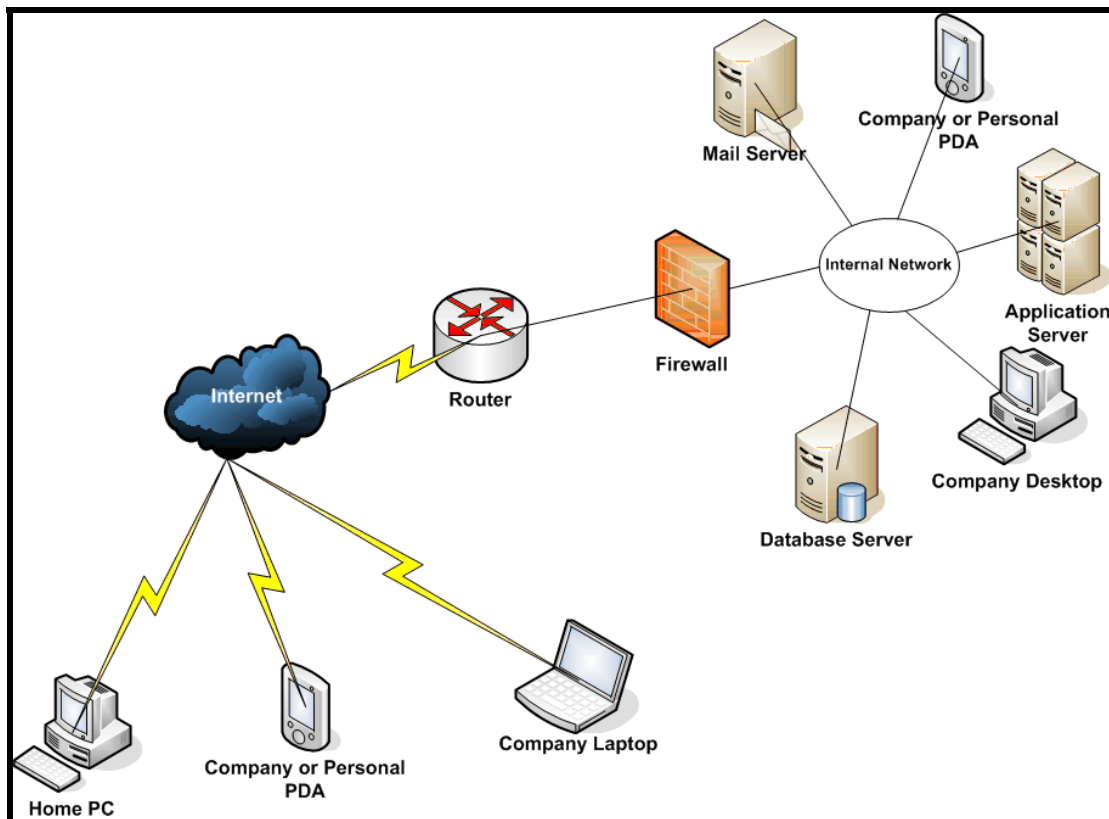 Mail Server
Company or Personal
PDA
Internal Network
Application
Server
Firewall
Internet
Router
Company Desktop
Database Server
Company Laptop
Company or Personal
PDA
Home PC